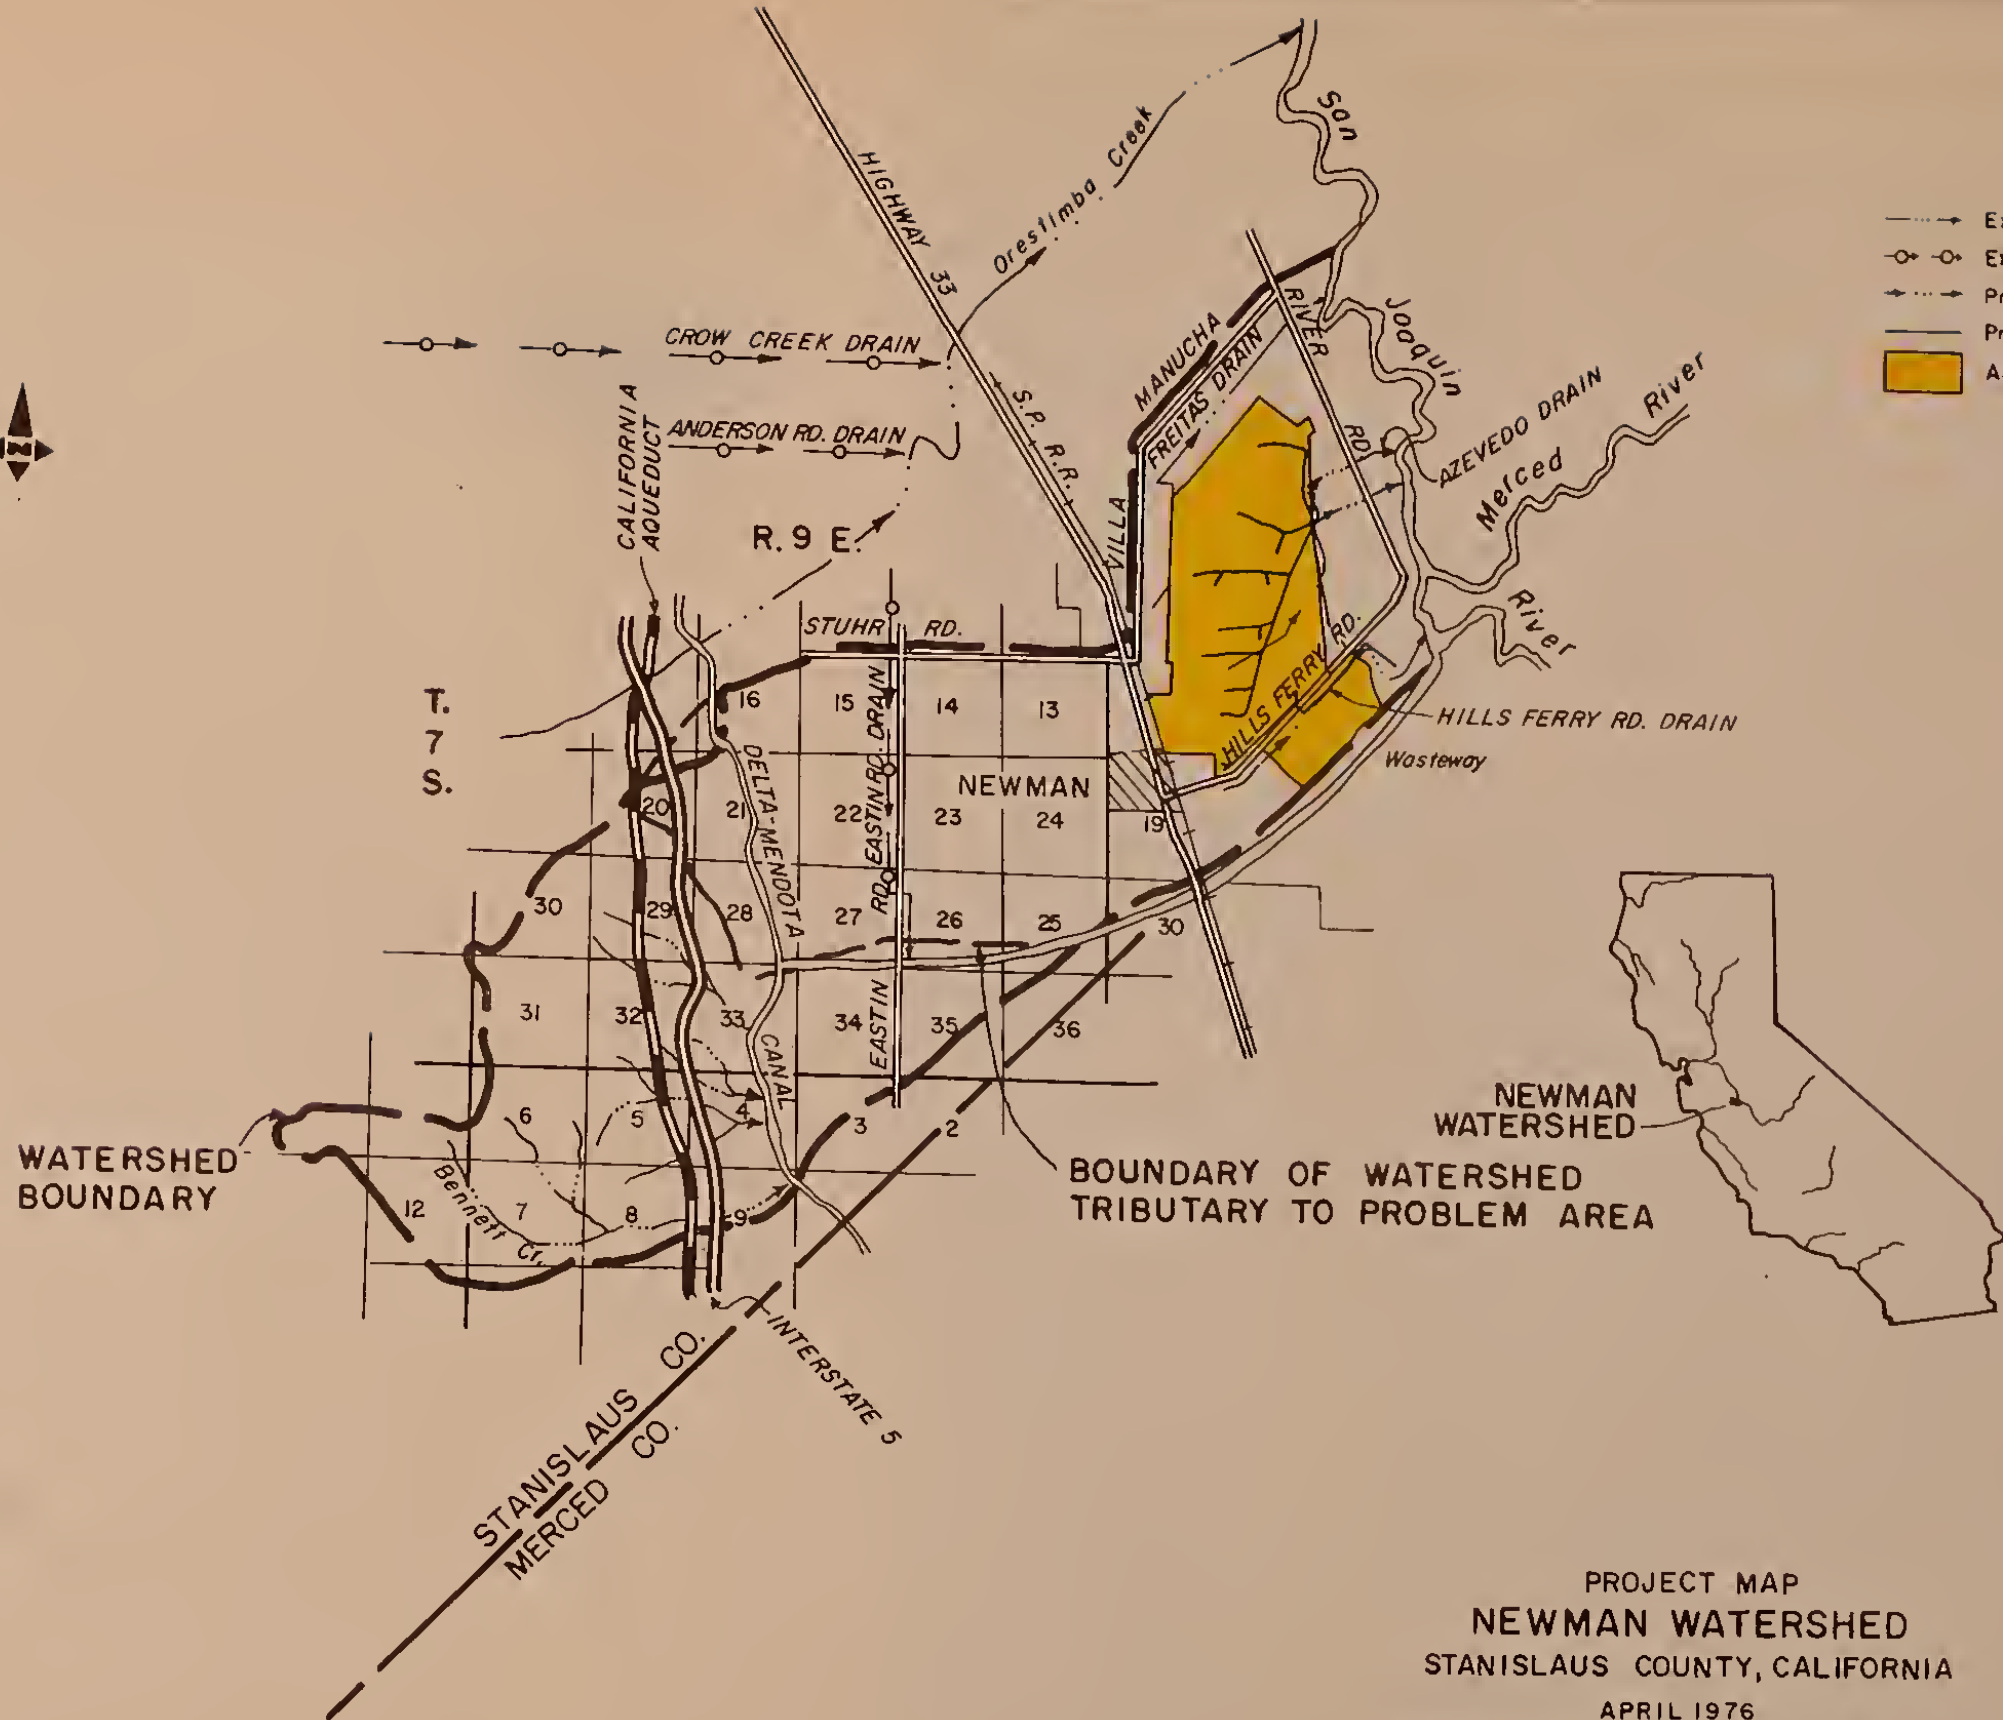 San
Joaquin
River
Merced
River
Orestimba Creek
HIGHWAY 33
S.P. R.R.
CROW CREEK DRAIN
ANDERSON RD. DRAIN
CALIFORNIA
AQUEDUCT
R. 9 E.
T.
7
S.
VILLA
MANUCHA
FREITAS DRAIN
RIVER
RD.
AZEVEDO DRAIN
STUHR RD.
HILLS FERRY RD.
HILLS FERRY RD. DRAIN
Wasteway
16
15
14
13
EASTIN RD. DRAIN
EASTIN RD.
DELTA-MENDOTA
CANAL
NEWMAN
20
21
22
23
24
19
30
29
28
27
26
25
30
31
32
33
34
35
36
6
5
4
3
2
12
7
8
9
Bennett Cr.
WATERSHED
BOUNDARY
BOUNDARY OF WATERSHED
TRIBUTARY TO PROBLEM AREA
INTERSTATE 5
STANISLAUS CO.
MERCED CO.
NEWMAN
WATERSHED
N
PROJECT MAP
NEWMAN WATERSHED
STANISLAUS COUNTY, CALIFORNIA
APRIL 1976